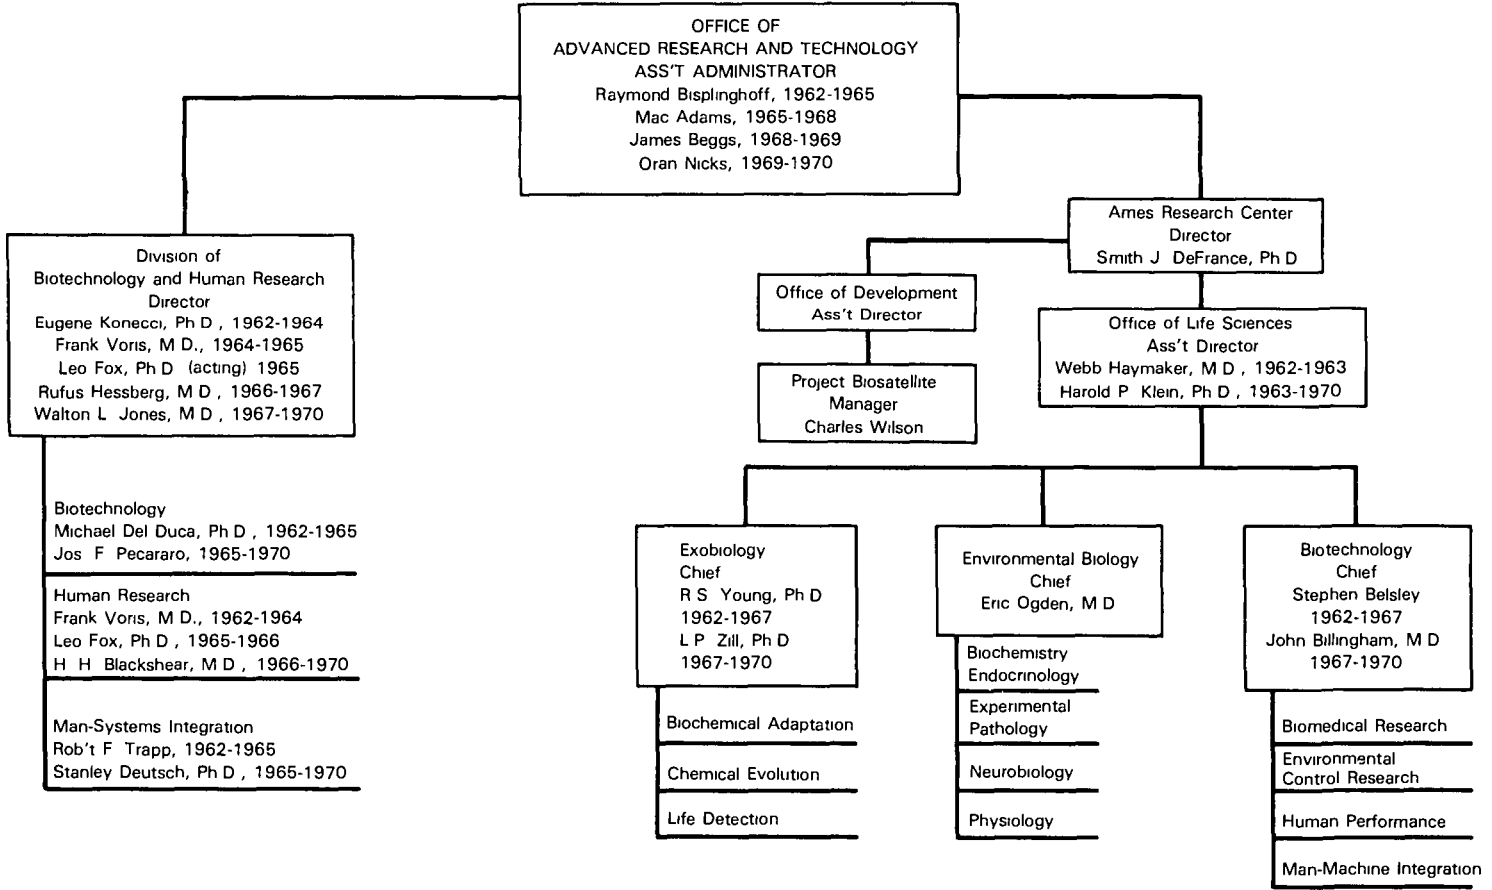 OFFICE OF
ADVANCED RESEARCH AND TECHNOLOGY
ASS'T ADMINISTRATOR
Raymond Bisplinghoff, 1962-1965
Mac Adams, 1965-1968
James Beggs, 1968-1969
Oran Nicks, 1969-1970
Division of
Biotechnology and Human Research
Director
Eugene Konecci, Ph D , 1962-1964
Frank Voris, M D., 1964-1965
Leo Fox, Ph D (acting) 1965
Rufus Hessberg, M D , 1966-1967
Walton L Jones, M D , 1967-1970
Biotechnology
Michael Del Duca, Ph D , 1962-1965
Jos F Pecararo, 1965-1970
Human Research
Frank Voris, M D., 1962-1964
Leo Fox, Ph D , 1965-1966
H H Blackshear, M D , 1966-1970
Man-Systems Integration
Rob't F Trapp, 1962-1965
Stanley Deutsch, Ph D , 1965-1970
Ames Research Center
Director
Smith J DeFrance, Ph D
Office of Development
Ass't Director
Project Biosatellite
Manager
Charles Wilson
Office of Life Sciences
Ass't Director
Webb Haymaker, M D , 1962-1963
Harold P Klein, Ph D , 1963-1970
Exobiology
Chief
R S Young, Ph D
1962-1967
L P Zill, Ph D
1967-1970
Biochemical Adaptation
Chemical Evolution
Life Detection
Environmental Biology
Chief
Eric Ogden, M D
Biochemistry
Endocrinology
Experimental
Pathology
Neurobiology
Physiology
Biotechnology
Chief
Stephen Belsley
1962-1967
John Billingham, M D
1967-1970
Biomedical Research
Environmental
Control Research
Human Performance
Man-Machine Integration